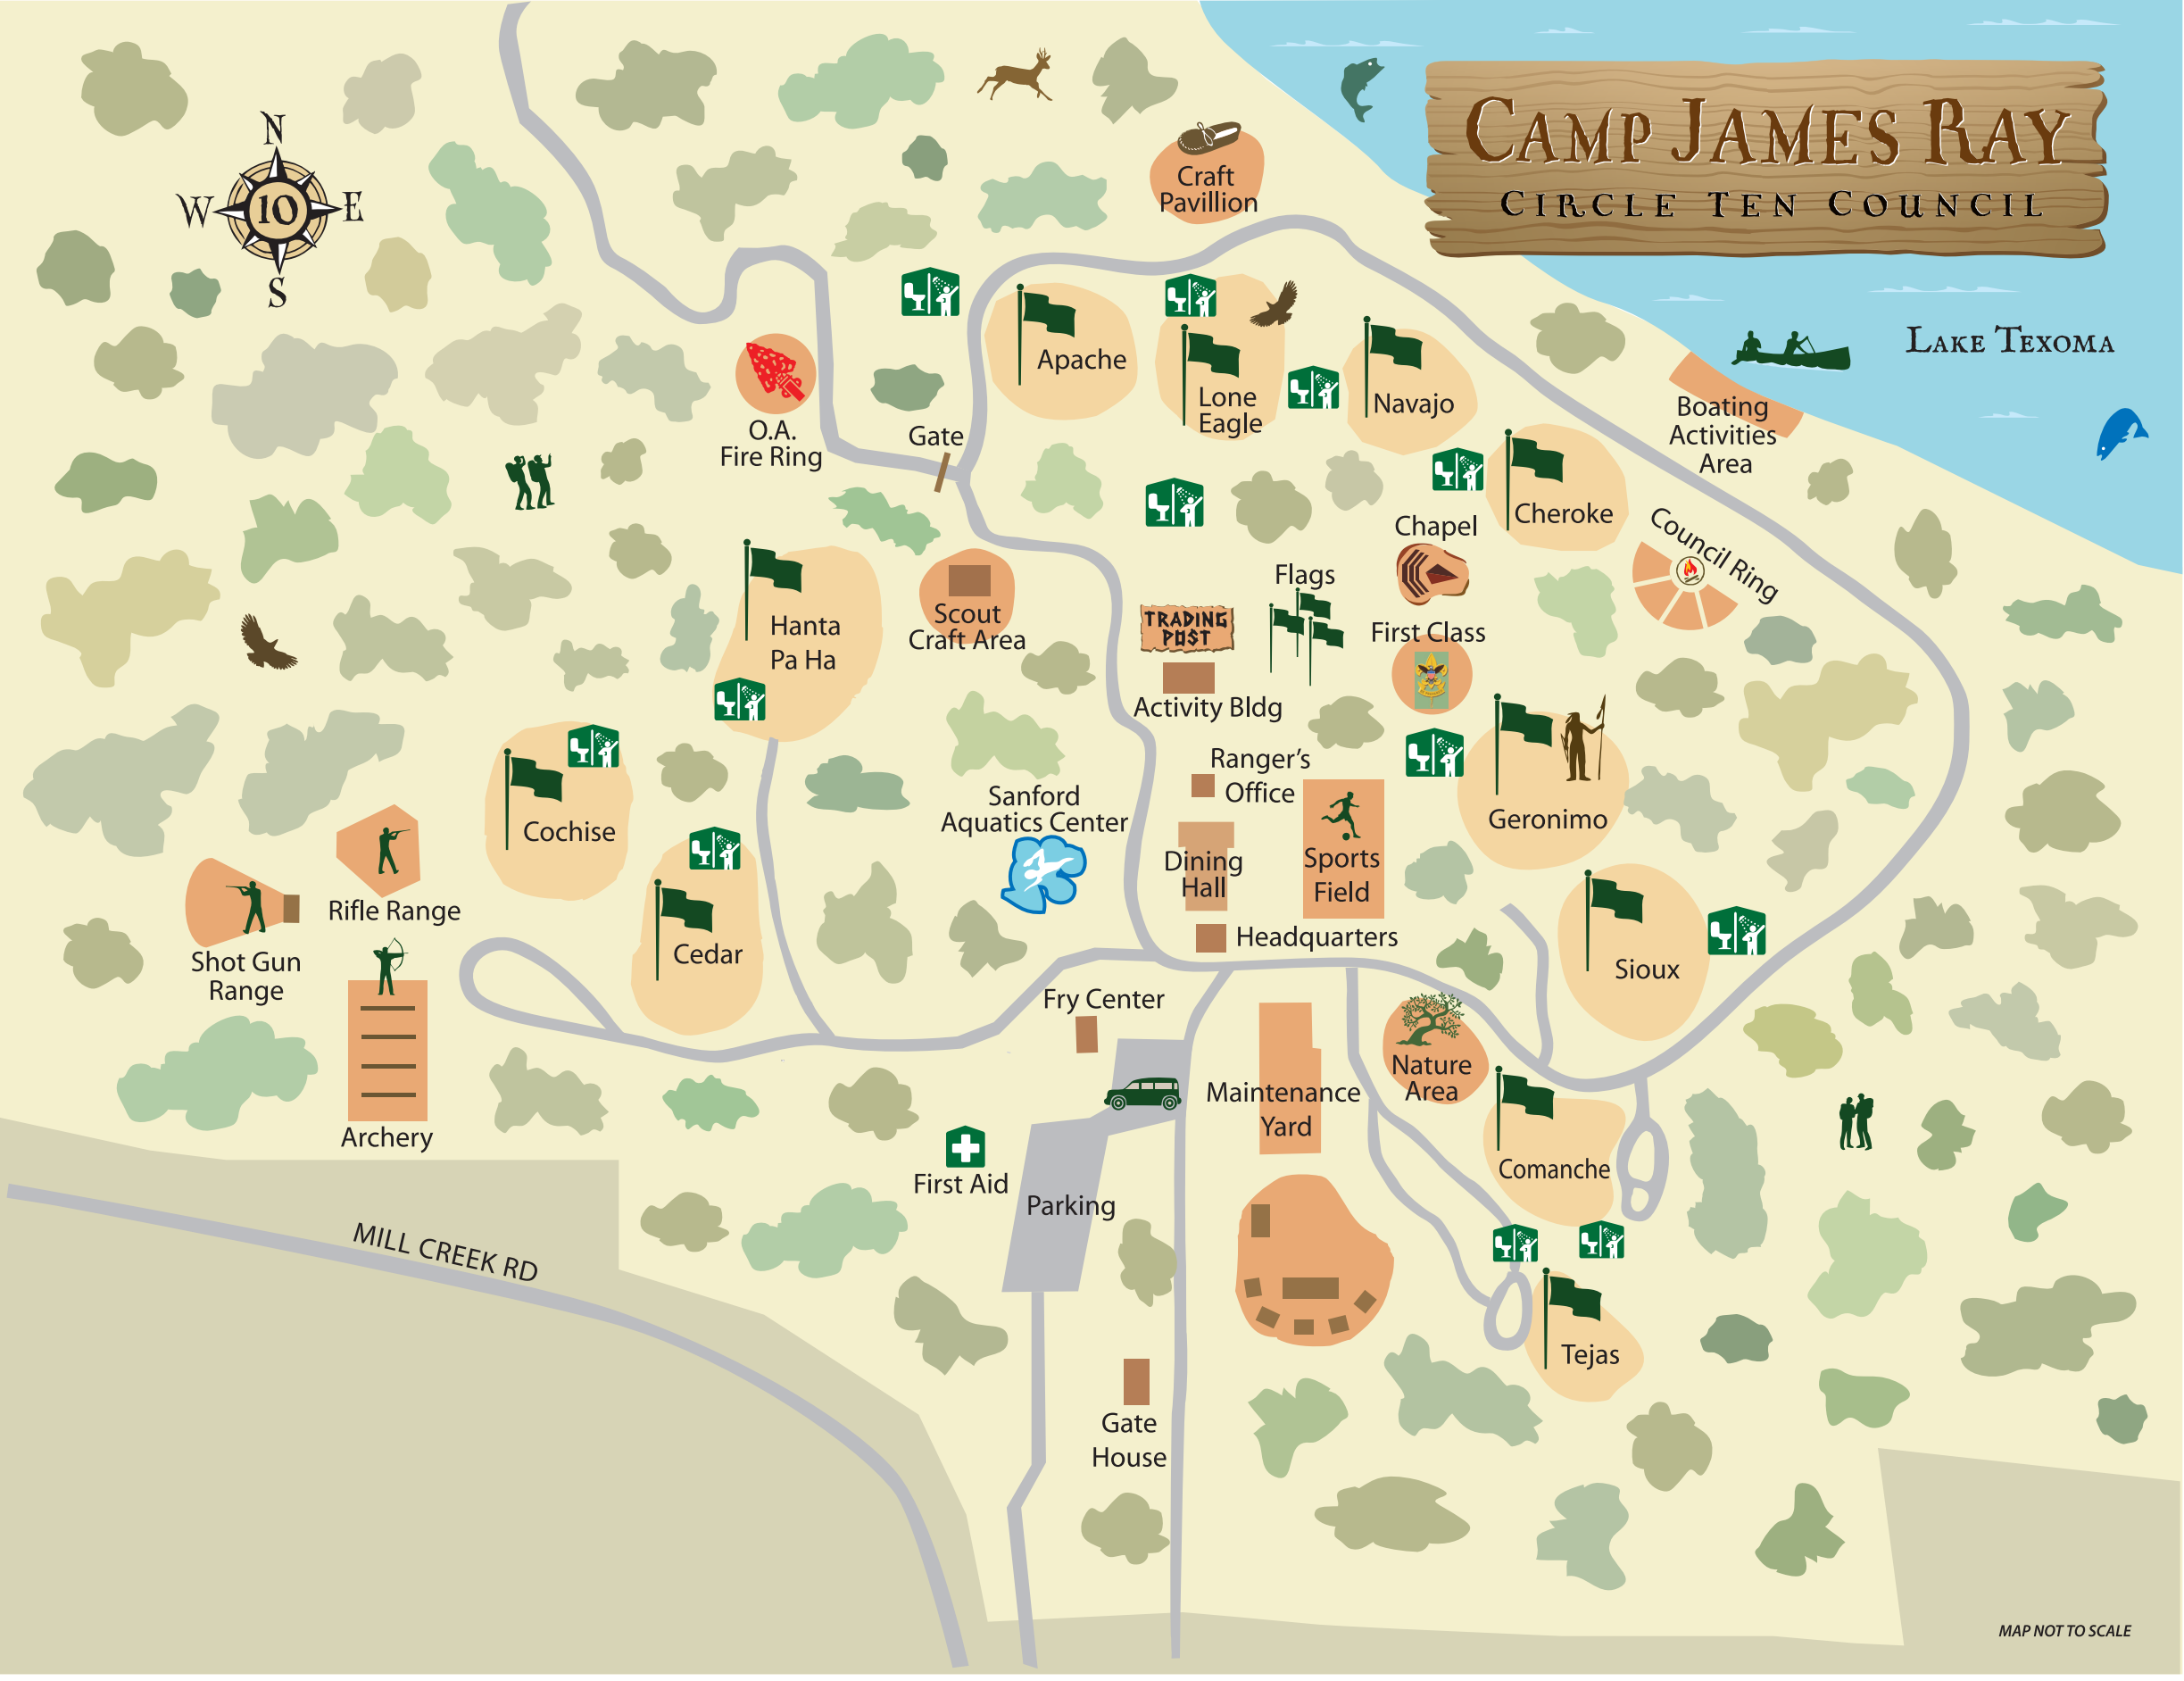 CAMP JAMES RAY
CIRCLE TEN COUNCIL
N
W
10
E
S
Craft
Pavillion
LAKE TEXOMA
Apache
Lone
Eagle
Navajo
Boating
Activities
Area
O.A.
Fire Ring
Gate
Cheroke
Chapel
Council Ring
Flags
Scout
Craft Area
Hanta
Pa Ha
TRADING
POST
First Class
Activity Bldg
Ranger's
Office
Sanford
Aquatics Center
Geronimo
Cochise
Dining
Hall
Sports
Field
Rifle Range
Cedar
Headquarters
Shot Gun
Range
Sioux
Fry Center
Nature
Area
Maintenance
Yard
Archery
Comanche
First Aid
Parking
MILL CREEK RD
Tejas
Gate
House
MAP NOT TO SCALE